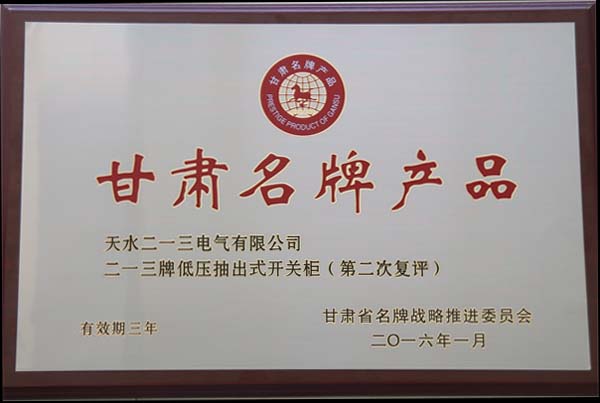 甘肃名牌产品
PRESTIGE PRODUCT OF GANSU
甘肃名牌产品
天水二一三电气有限公司
二一三牌低压抽出式开关柜（第二次复评）
有效期三年
甘肃省名牌战略推进委员会
二〇一六年一月